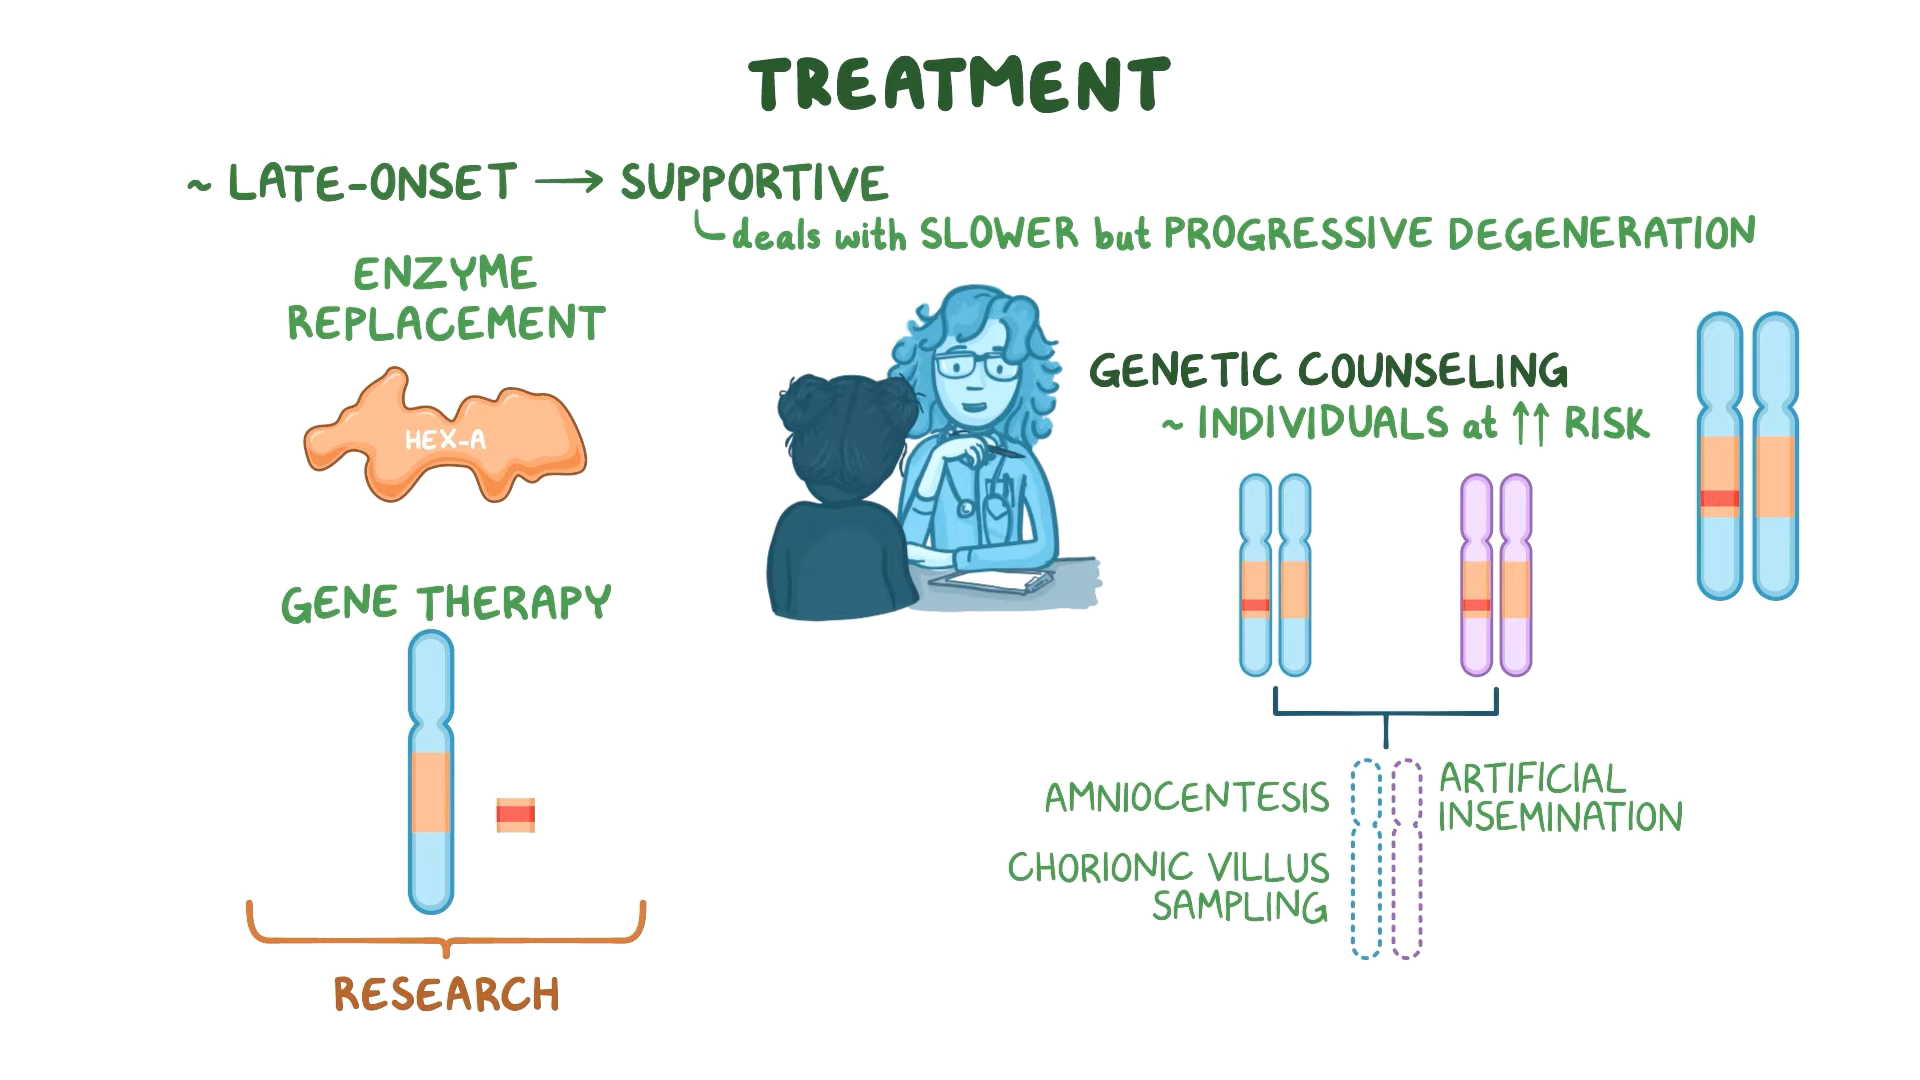 TREATMENT
~ LATE-ONSET → SUPPORTIVE
deals with SLOWER but PROGRESSIVE DEGENERATION
ENZYME
REPLACEMENT
HEX-A
GENE THERAPY
RESEARCH
GENETIC COUNSELING
~ INDIVIDUALS at ↑↑ RISK
AMNIOCENTESIS
CHORIONIC VILLUS
SAMPLING
ARTIFICIAL
INSEMINATION